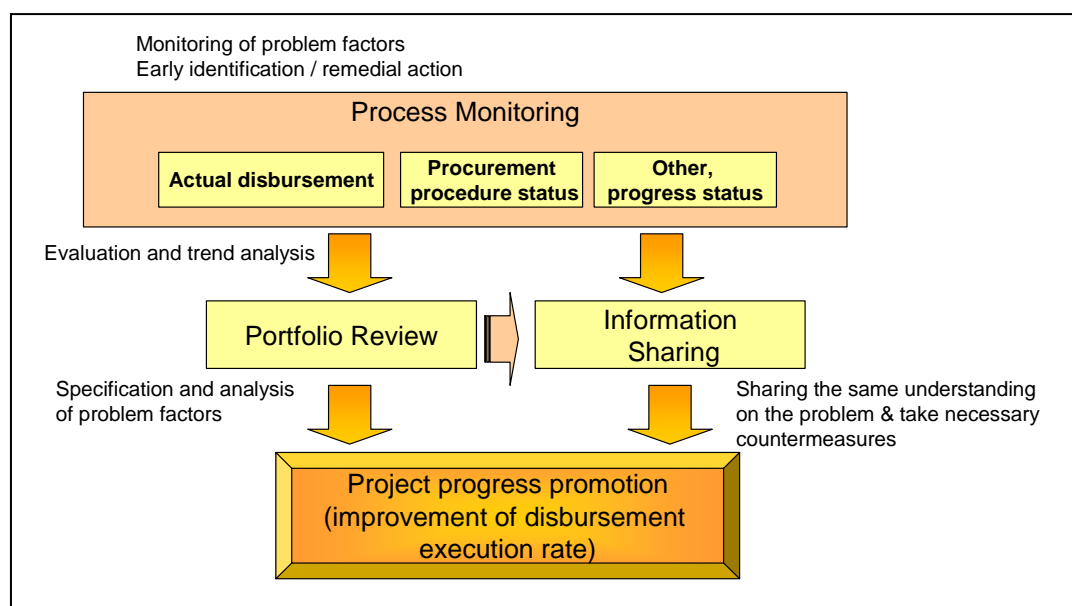 Monitoring of problem factors
Early identification / remedial action
Process Monitoring
Actual disbursement
Procurement
procedure status
Other,
progress status
Evaluation and trend analysis
Portfolio Review
Information
Sharing
Specification and analysis
of problem factors
Sharing the same understanding
on the problem & take necessary
countermeasures
Project progress promotion
(improvement of disbursement
execution rate)